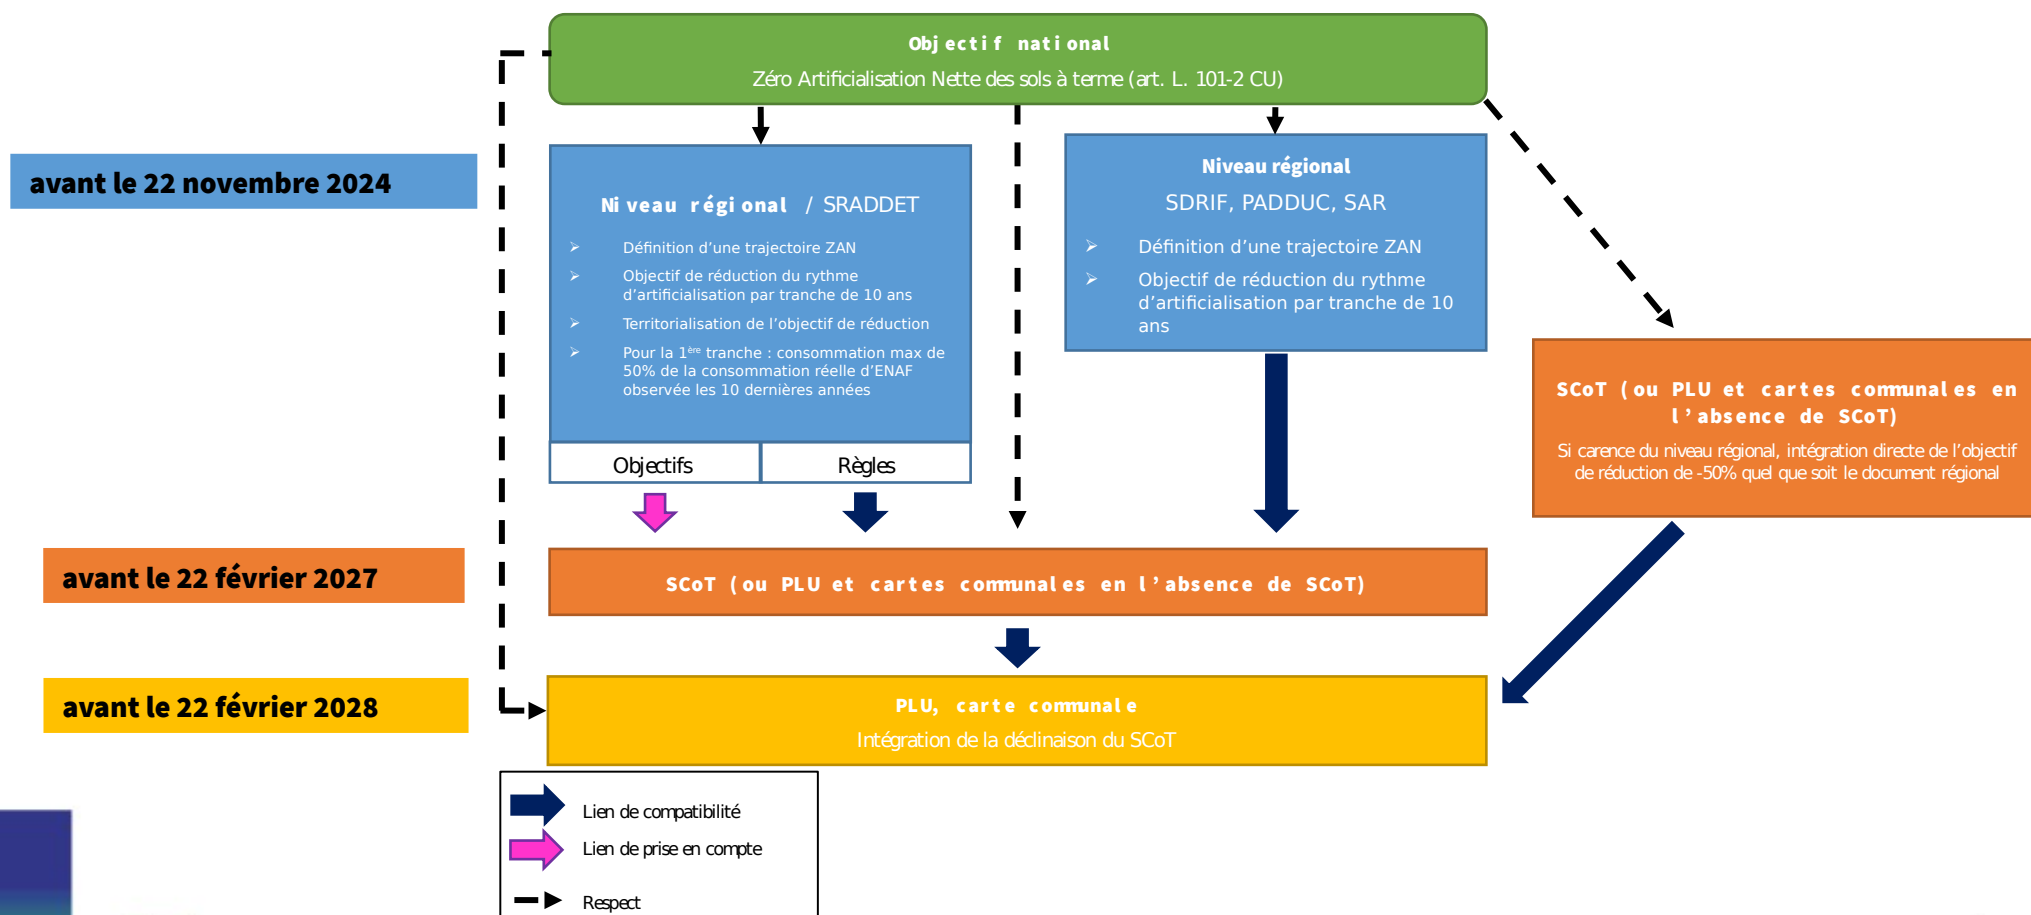 Objectif national
Zéro Artificialisation Nette des sols à terme (art. L. 101-2 CU)
avant le 22 novembre 2024
Niveau régional / SRADDET
➢ Définition d’une trajectoire ZAN
➢ Objectif de réduction du rythme
d’artificialisation par tranche de 10 ans
➢ Territorialisation de l’objectif de réduction
➢ Pour la 1ère tranche : consommation max de
50% de la consommation réelle d’ENAF
observée les 10 dernières années
Objectifs
Règles
Niveau régional
SDRIF, PADDUC, SAR
➢ Définition d’une trajectoire ZAN
➢ Objectif de réduction du rythme
d’artificialisation par tranche de 10
ans
SCoT (ou PLU et cartes communales en
l’absence de SCoT)
Si carence du niveau régional, intégration directe de l’objectif
de réduction de -50% quel que soit le document régional
avant le 22 février 2027
SCoT (ou PLU et cartes communales en l’absence de SCoT)
avant le 22 février 2028
PLU, carte communale
Intégration de la déclinaison du SCoT
Lien de compatibilité
Lien de prise en compte
Respect